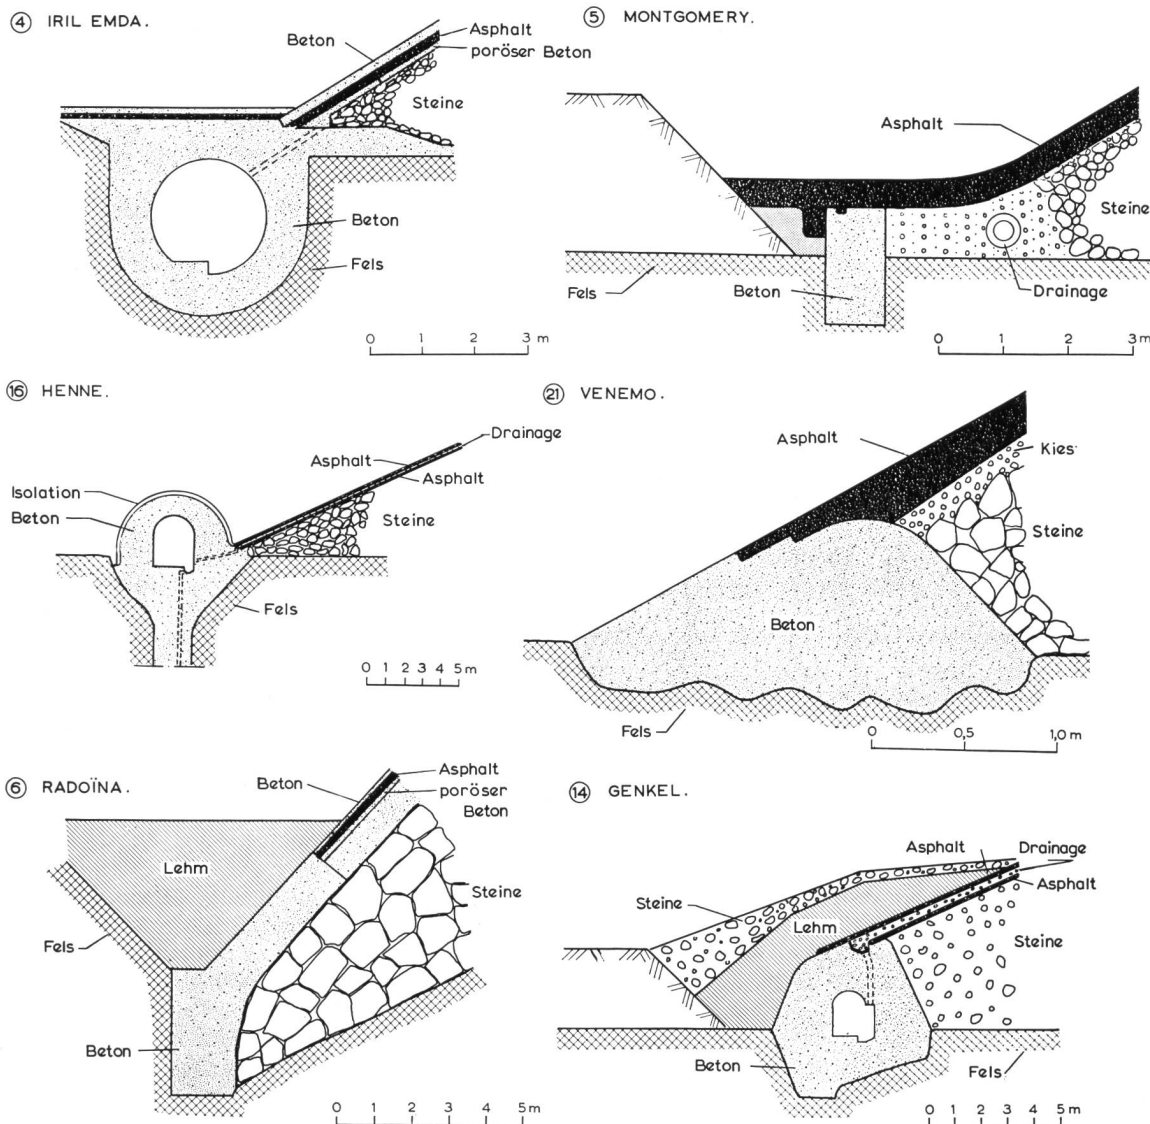 ④ IRIL EMDA.
Beton
Asphalt
poröser Beton
Steine
Beton
Fels
0 1 2 3 m
⑤ MONTGOMERY.
Asphalt
Steine
Fels
Beton
Drainage
0 1 2 3 m
⑯ HENNE.
Drainage
Asphalt
Asphalt
Isolation
Beton
Steine
Fels
0 1 2 3 4 5 m
㉑ VENEMO.
Asphalt
Kies
Steine
Beton
Fels
0 0,5 1,0 m
⑥ RADOÏNA.
Beton
Asphalt
poröser
Beton
Lehm
Steine
Fels
Beton
0 1 2 3 4 5 m
⑭ GENKEL.
Asphalt
Drainage
Asphalt
Steine
Lehm
Steine
Beton
Fels
0 1 2 3 4 5 m